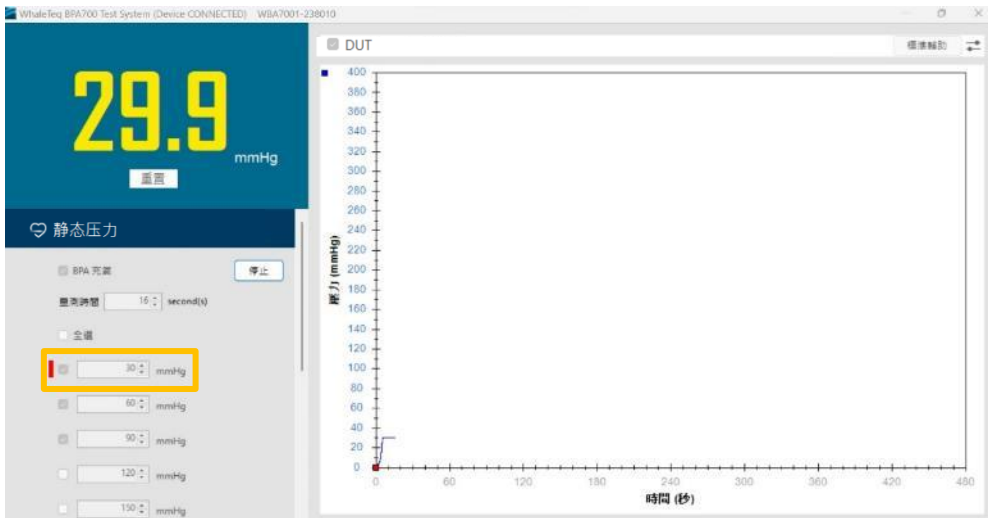 WhaleTeq BPA700 Test System (Device CONNECTED) WBA7001-238010
29.9
mmHg
重置
静态压力
BPA 充氣
停止
量測時間 16 second(s)
全選
30 mmHg
60 mmHg
90 mmHg
120 mmHg
150 mmHg
DUT
標準輔助
400
380
360
340
320
300
280
260
240
220
200
180
160
140
120
100
80
60
40
20
0
壓力 (mmHg)
0 60 120 180 240 300 360 420 480
時間 (秒)